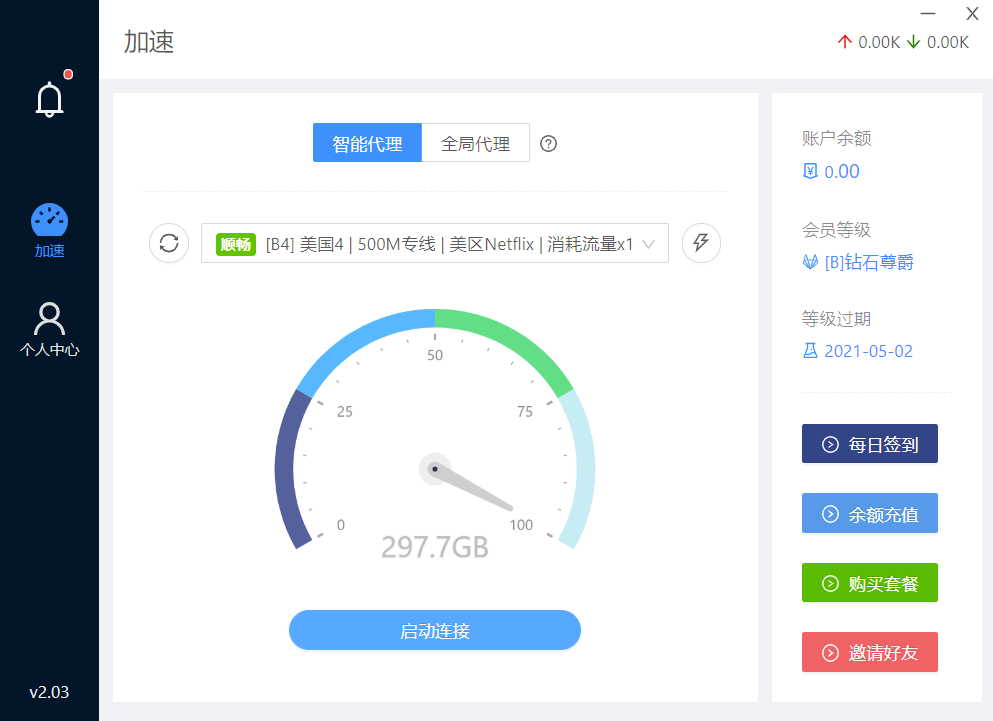 加速
0.00K 0.00K
加速
个人中心
v2.03
智能代理 全局代理
顺畅 [B4] 美国4 | 500M专线 | 美区Netflix | 消耗流量x1
0
25
50
75
100
297.7GB
启动连接
账户余额
0.00
会员等级
[B]钻石尊爵
等级过期
2021-05-02
每日签到
余额充值
购买套餐
邀请好友